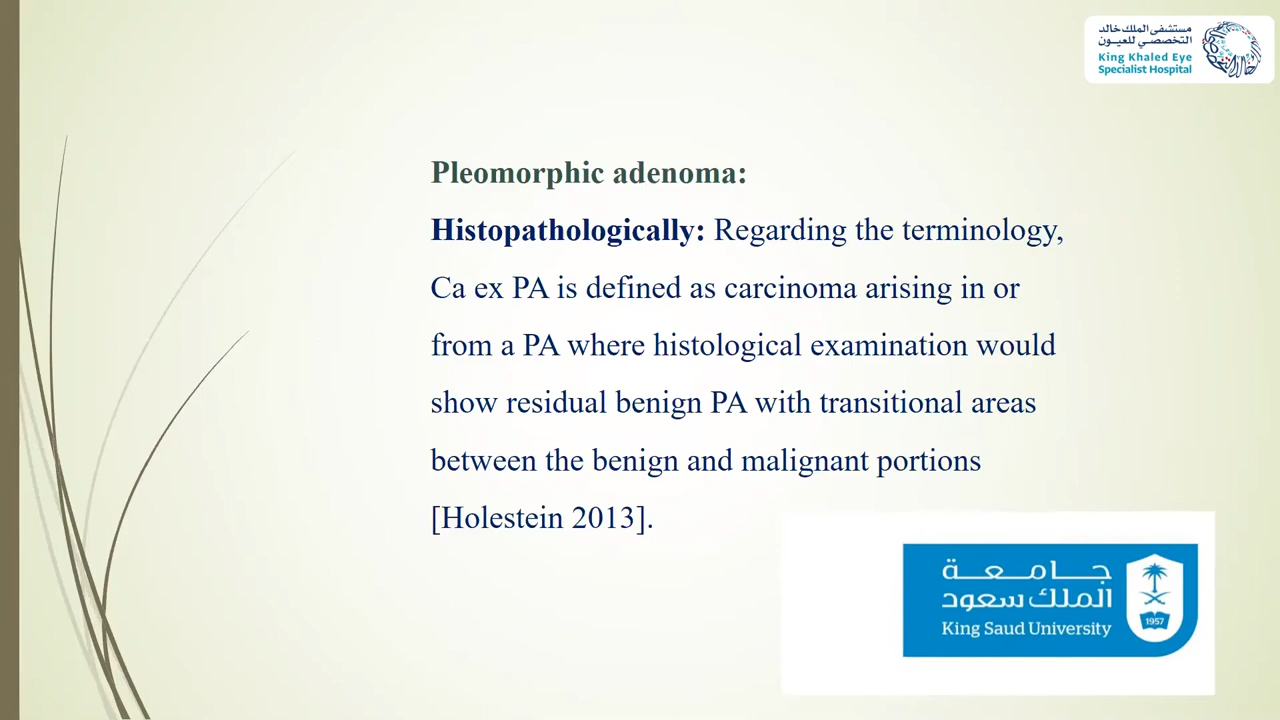 مستشفى الملك خالد
التخصصي للعيون
King Khaled Eye
Specialist Hospital
Pleomorphic adenoma:
Histopathologically: Regarding the terminology,
Ca ex PA is defined as carcinoma arising in or
from a PA where histological examination would
show residual benign PA with transitional areas
between the benign and malignant portions
[Holestein 2013].
جامعة
الملك سعود
King Saud University
1957